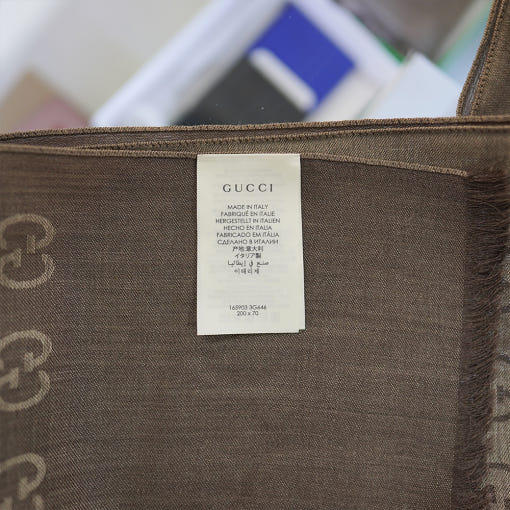 GUCCI
MADE IN ITALY
FABRIQUÉ EN ITALIE
HERGESTELLT IN ITALIEN
HECHO EN ITALIA
FABRICADO EM ITÁLIA
СДЕЛАНО В ИТАЛИИ
产地:意大利
イタリア製
صنع في إيطاليا
이태리제
165903 3G646
200 x 70